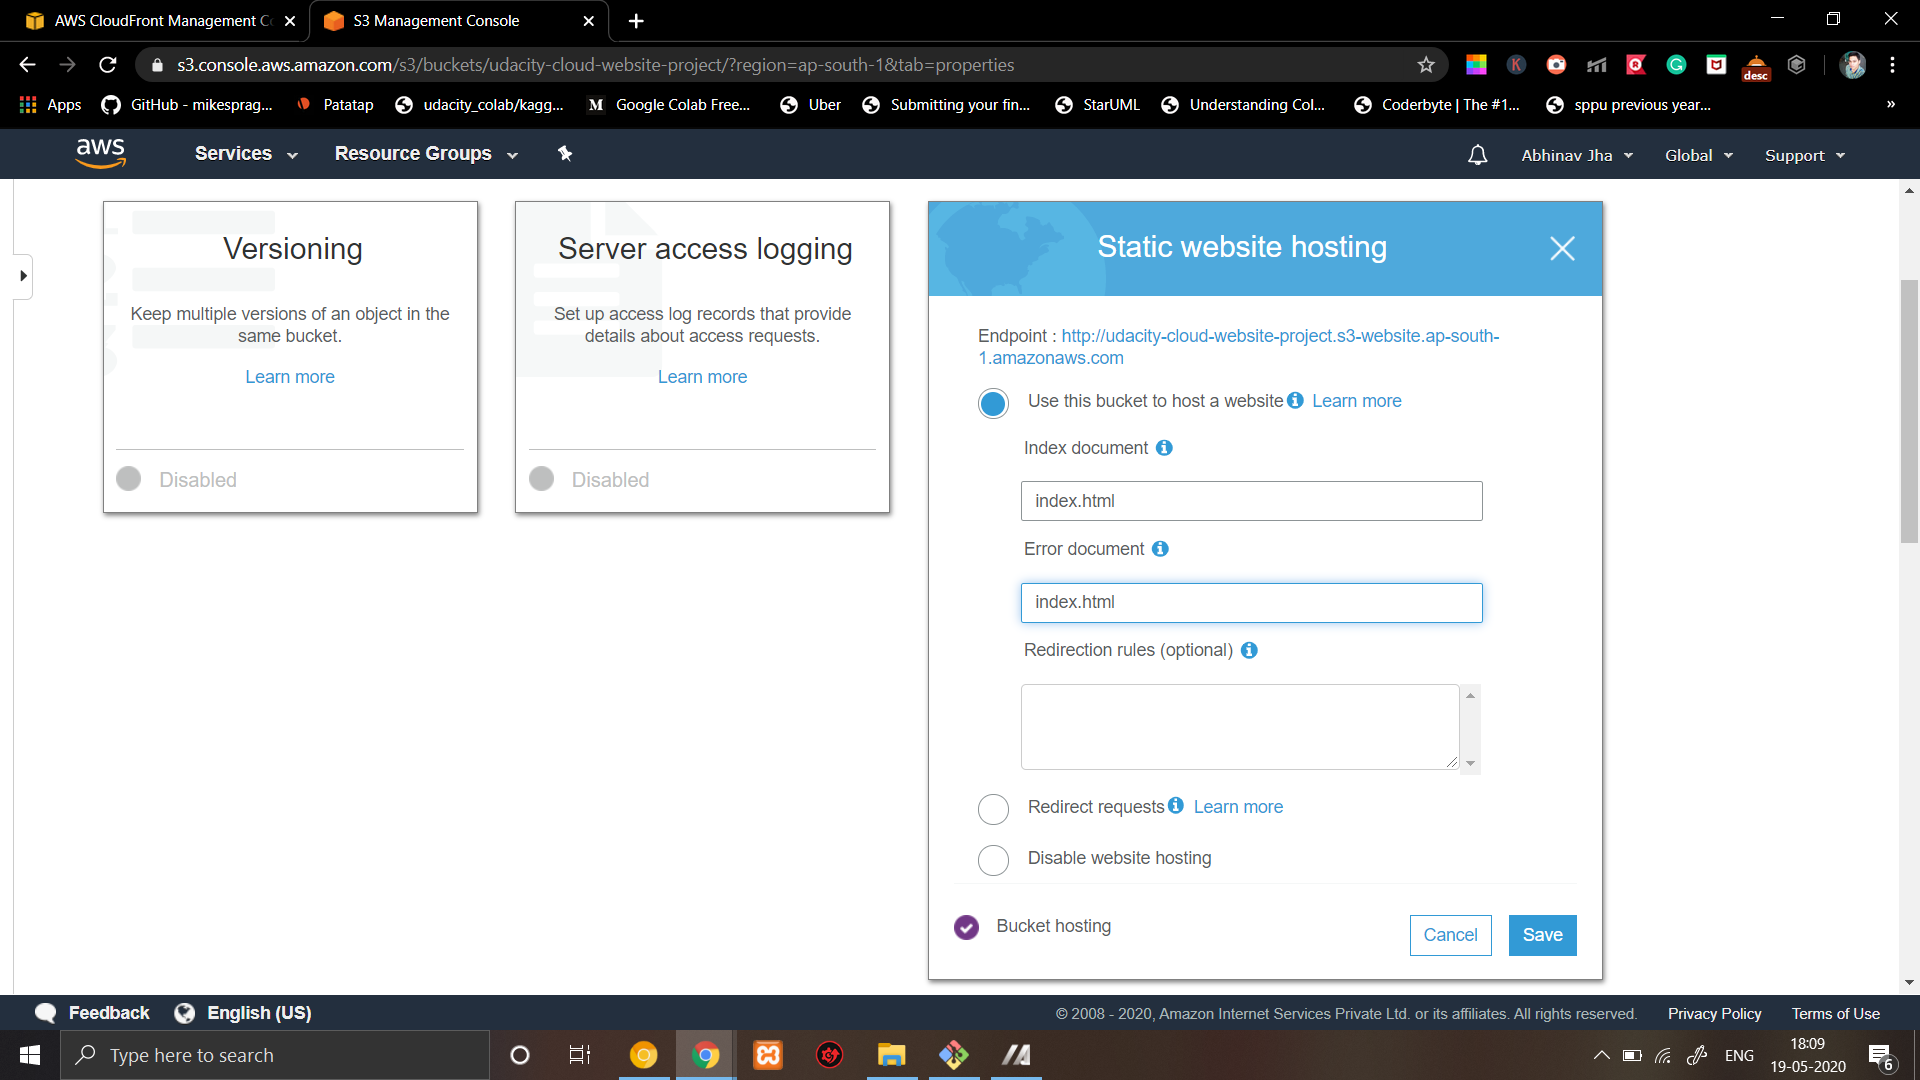 AWS CloudFront Management Co
S3 Management Console
s3.console.aws.amazon.com/s3/buckets/udacity-cloud-website-project/?region=ap-south-1&tab=properties
desc
Apps
GitHub - mikesprag...
Patatap
udacity_colab/kagg...
M
Google Colab Free...
Uber
Submitting your fin...
StarUML
Understanding Col...
Coderbyte | The #1...
sppu previous year...
»
aws
Services
Resource Groups
Abhinav Jha
Global
Support
Versioning
Keep multiple versions of an object in the
same bucket.
Learn more
Disabled
Server access logging
Set up access log records that provide
details about access requests.
Learn more
Disabled
Static website hosting
Endpoint : http://udacity-cloud-website-project.s3-website.ap-south-
1.amazonaws.com
Use this bucket to host a website Learn more
Index document
index.html
Error document
index.html
Redirection rules (optional)
Redirect requests Learn more
Disable website hosting
Bucket hosting
Cancel
Save
Feedback
English (US)
© 2008 - 2020, Amazon Internet Services Private Ltd. or its affiliates. All rights reserved.
Privacy Policy
Terms of Use
Type here to search
ENG
18:09
19-05-2020
6